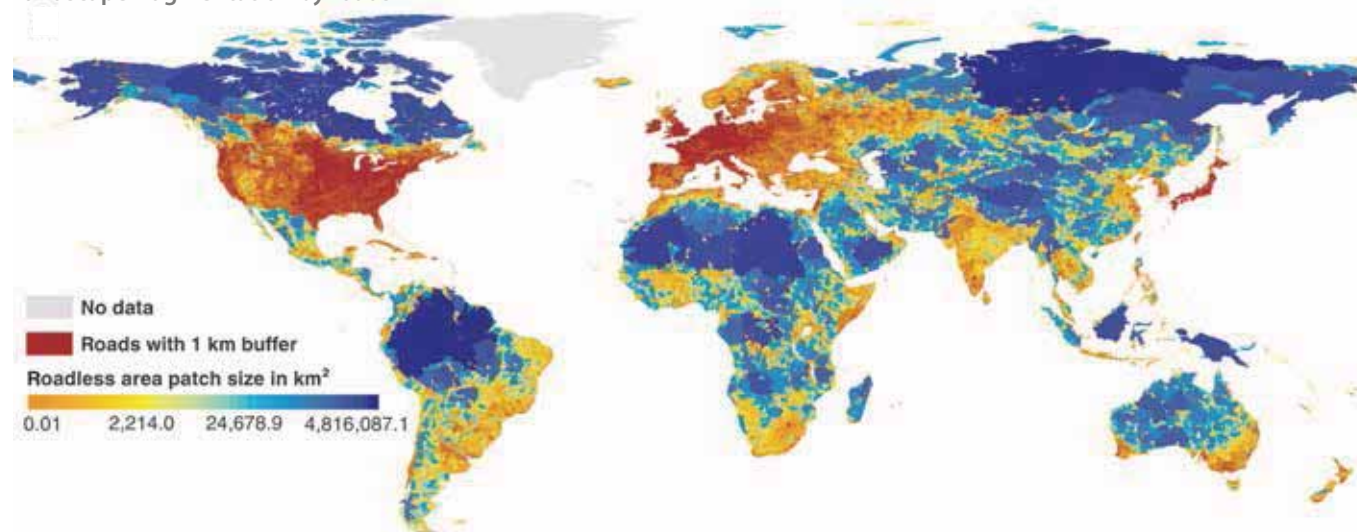 No data
Roads with 1 km buffer
Roadless area patch size in km²
0.01 2,214.0 24,678.9 4,816,087.1